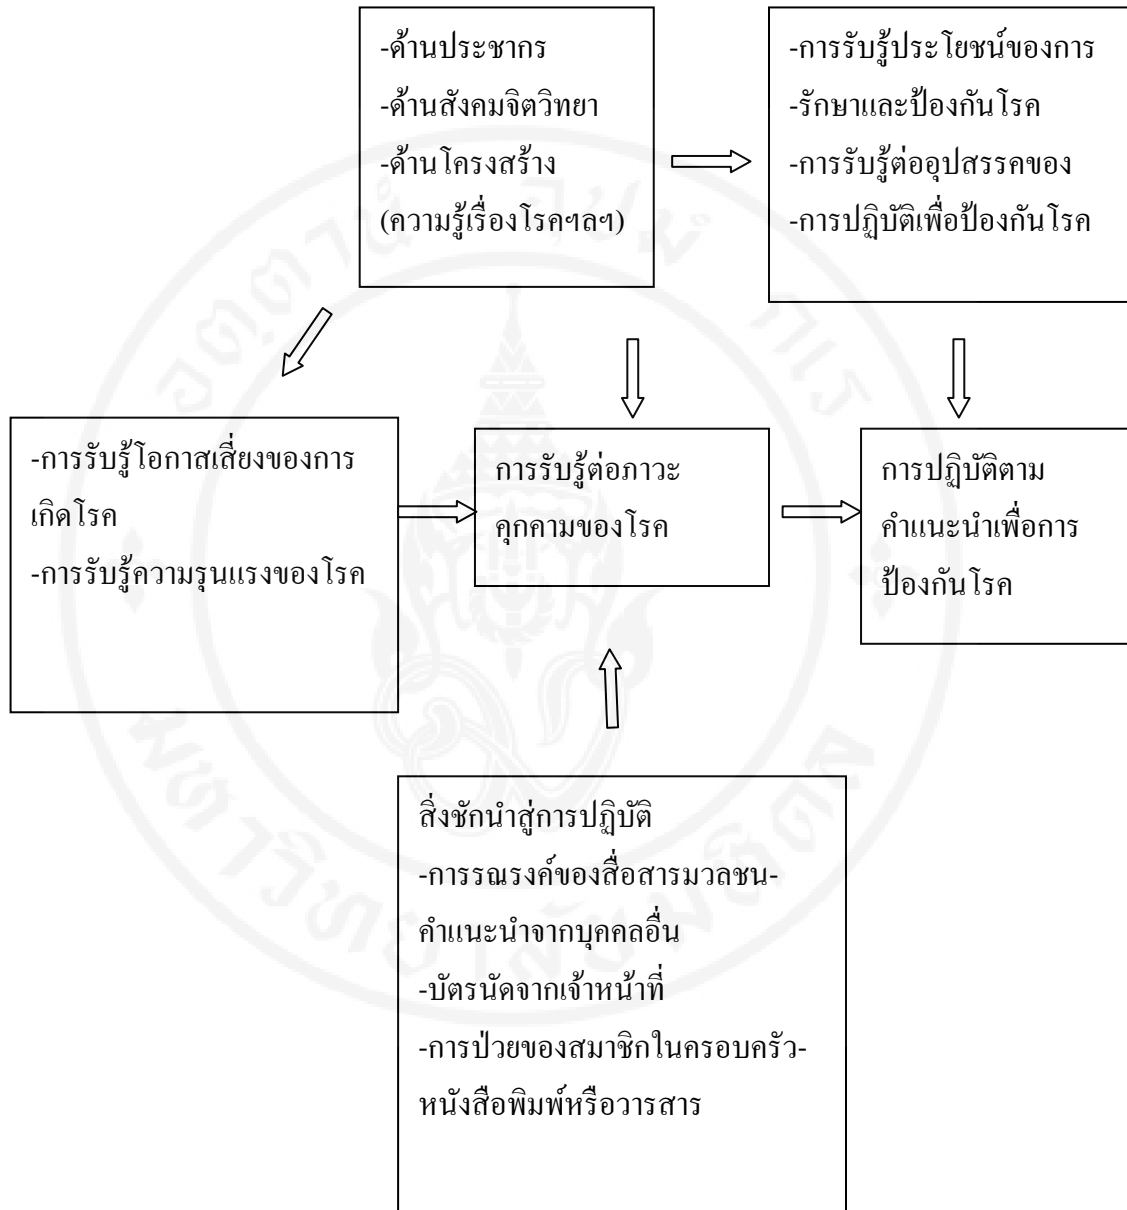 -ด้านประชากร
-ด้านสังคมจิตวิทยา
-ด้านโครงสร้าง
(ความรู้เรื่องโรคฯลฯ)
-การรับรู้ประโยชน์ของการ
-รักษาและป้องกันโรค
-การรับรู้ต่ออุปสรรคของ
-การปฏิบัติเพื่อป้องกันโรค
-การรับรู้โอกาสเสี่ยงของการ
เกิดโรค
-การรับรู้ความรุนแรงของโรค
การรับรู้ต่อภาวะ
คุกคามของโรค
การปฏิบัติตาม
คำแนะนำเพื่อการ
ป้องกันโรค
สิ่งชักนำสู่การปฏิบัติ
-การรณรงค์ของสื่อสารมวลชน-
คำแนะนำจากบุคคลอื่น
-บัตรนัดจากเจ้าหน้าที่
-การป่วยของสมาชิกในครอบครัว-
หนังสือพิมพ์หรือวารสาร
มหาวิทยาลัยมหิดล